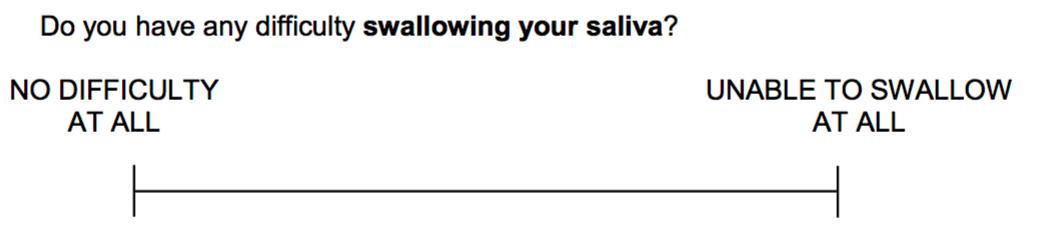 Do you have any difficulty swallowing your saliva?
NO DIFFICULTY
AT ALL
UNABLE TO SWALLOW
AT ALL